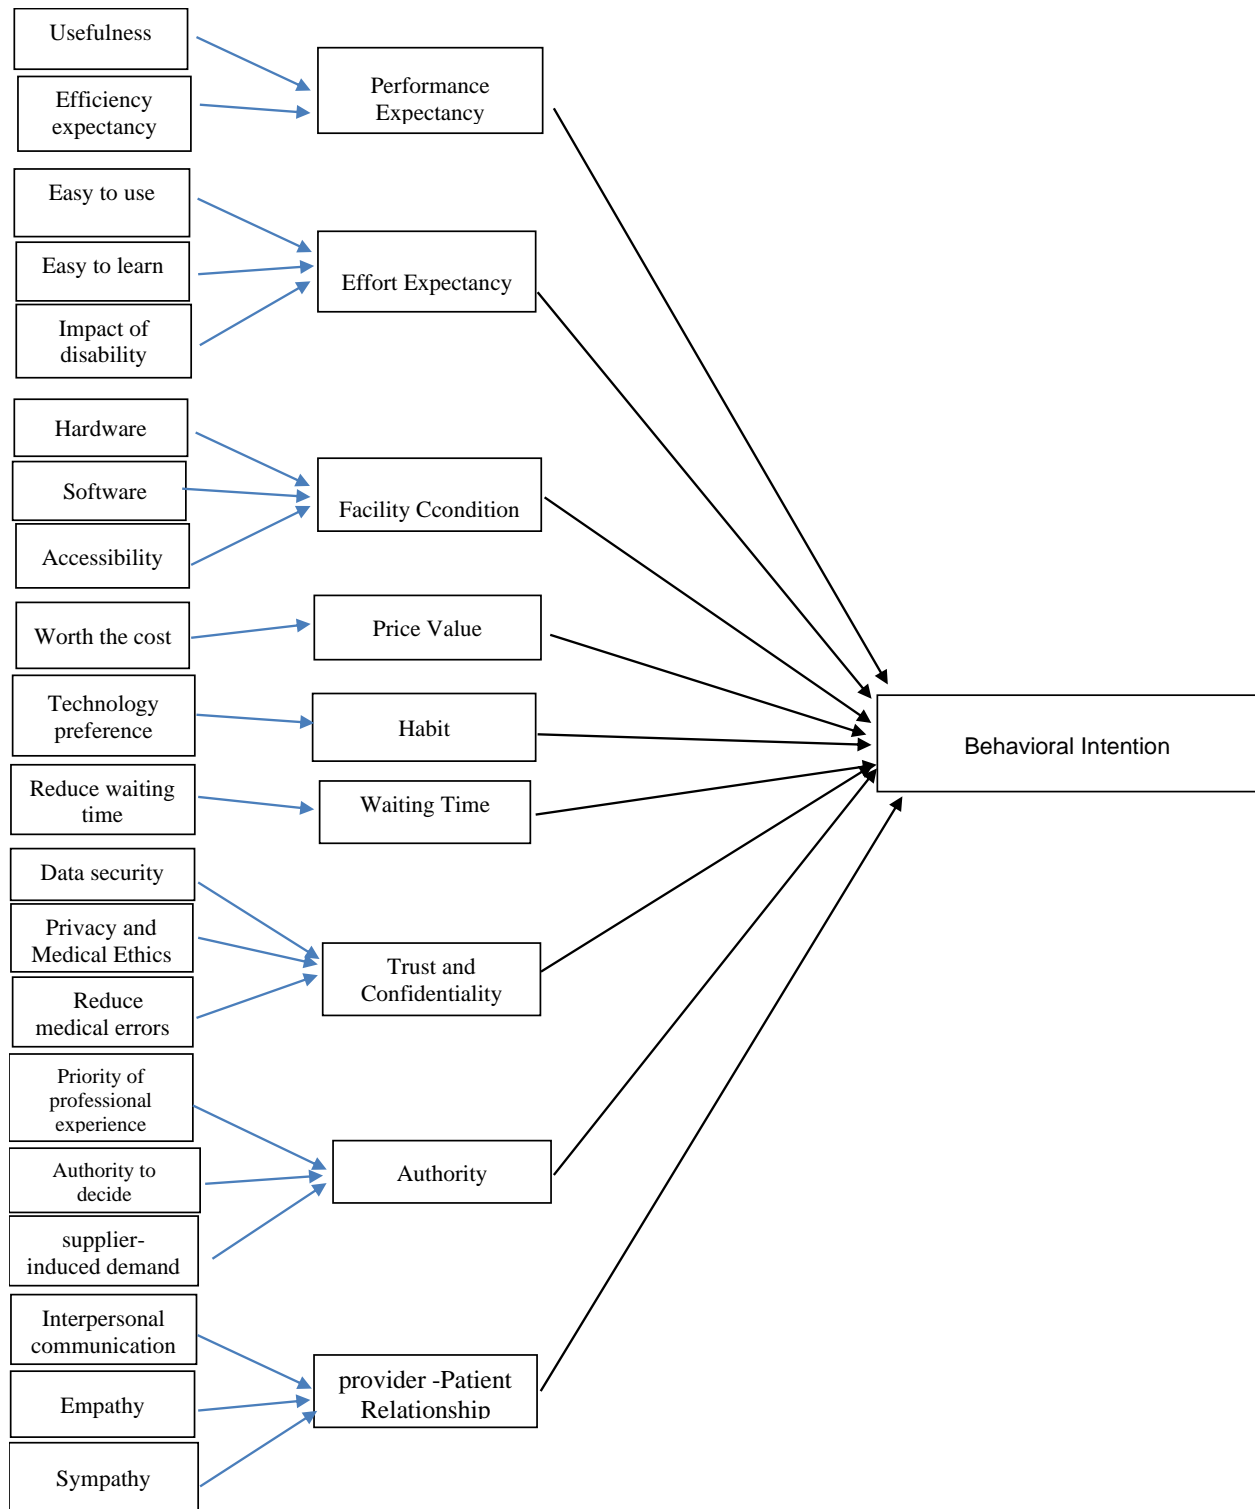 Usefulness
Efficiency
expectancy
Performance
Expectancy
Easy to use
Easy to learn
Impact of
disability
Effort Expectancy
Hardware
Software
Accessibility
Facility Ccondition
Worth the cost
Price Value
Technology
preference
Habit
Reduce waiting
time
Waiting Time
Behavioral Intention
Data security
Privacy and
Medical Ethics
Reduce
medical errors
Trust and
Confidentiality
Priority of
professional
experience
Authority to
decide
supplier-
induced demand
Authority
Interpersonal
communication
Empathy
Sympathy
provider -Patient
Relationship